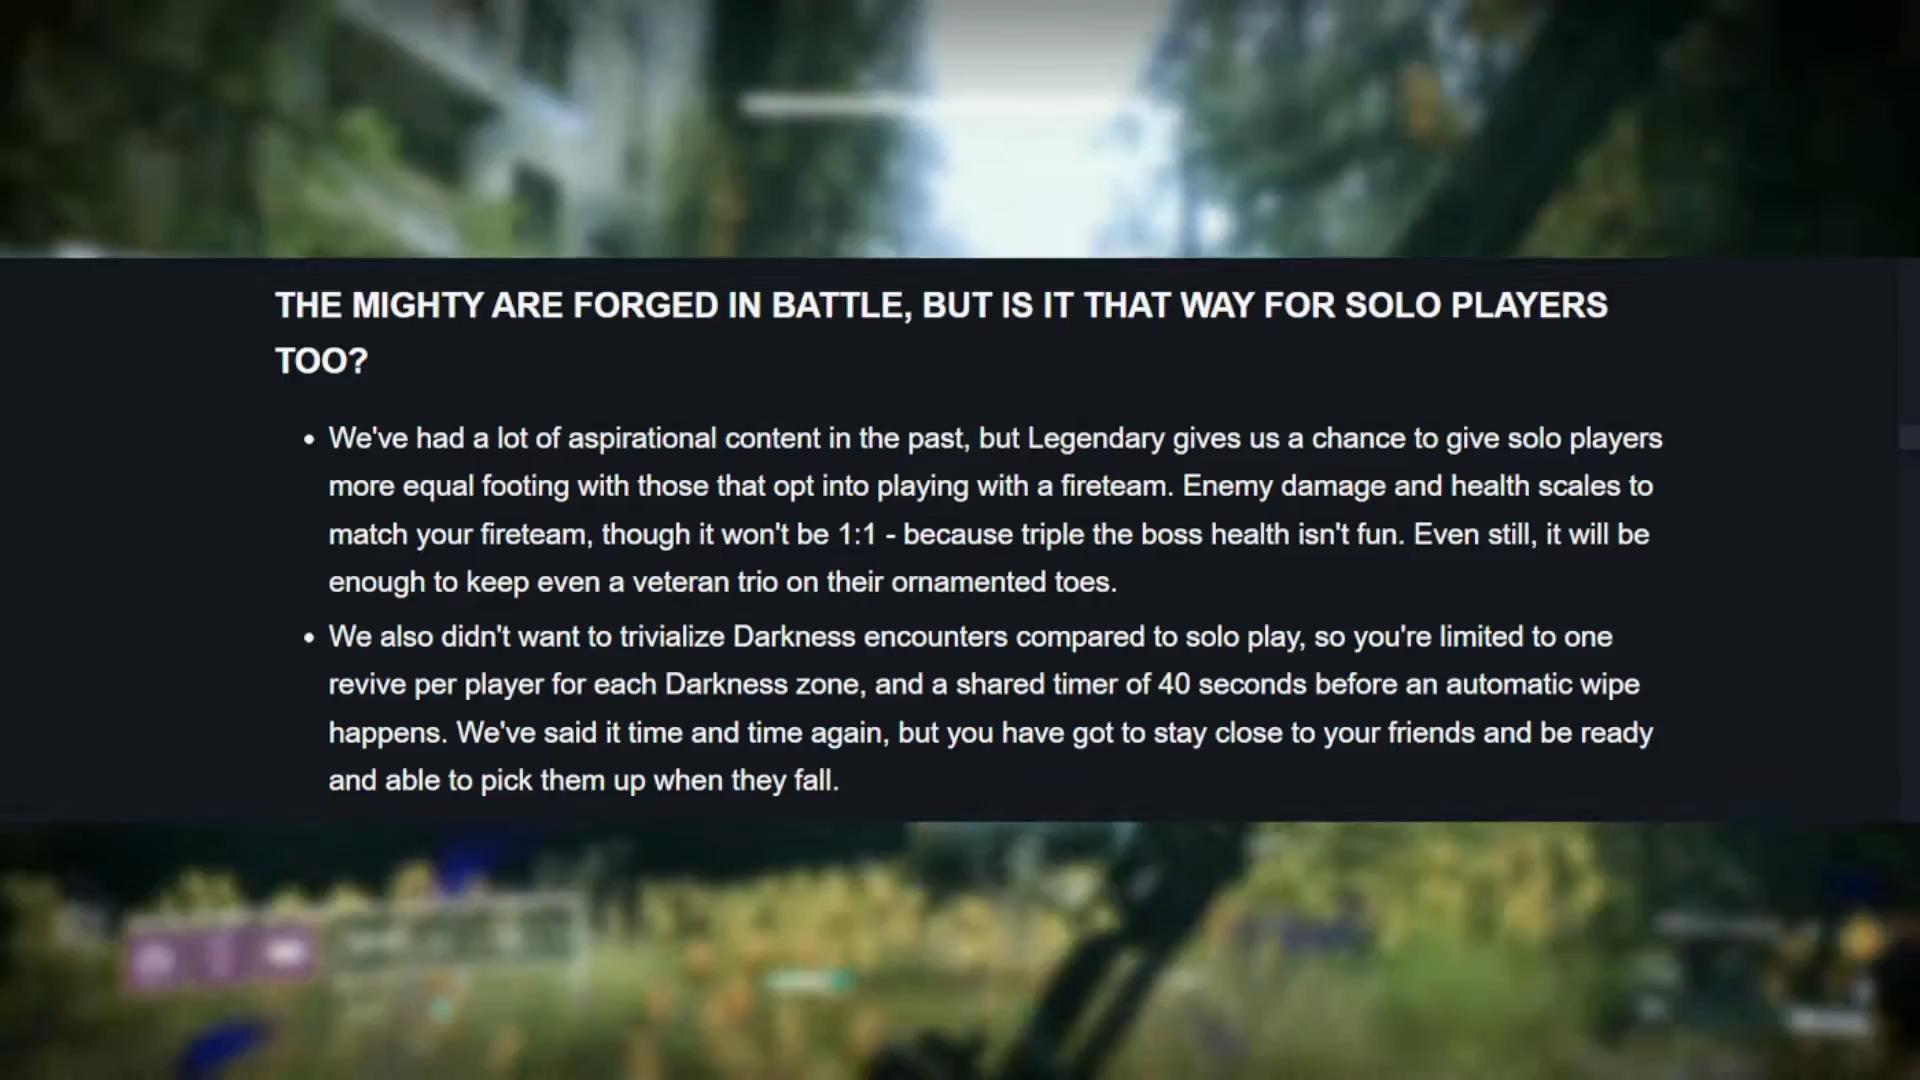 THE MIGHTY ARE FORGED IN BATTLE, BUT IS IT THAT WAY FOR SOLO PLAYERS
TOO?
• We've had a lot of aspirational content in the past, but Legendary gives us a chance to give solo players
more equal footing with those that opt into playing with a fireteam. Enemy damage and health scales to
match your fireteam, though it won't be 1:1 - because triple the boss health isn't fun. Even still, it will be
enough to keep even a veteran trio on their ornamented toes.
• We also didn't want to trivialize Darkness encounters compared to solo play, so you're limited to one
revive per player for each Darkness zone, and a shared timer of 40 seconds before an automatic wipe
happens. We've said it time and time again, but you have got to stay close to your friends and be ready
and able to pick them up when they fall.